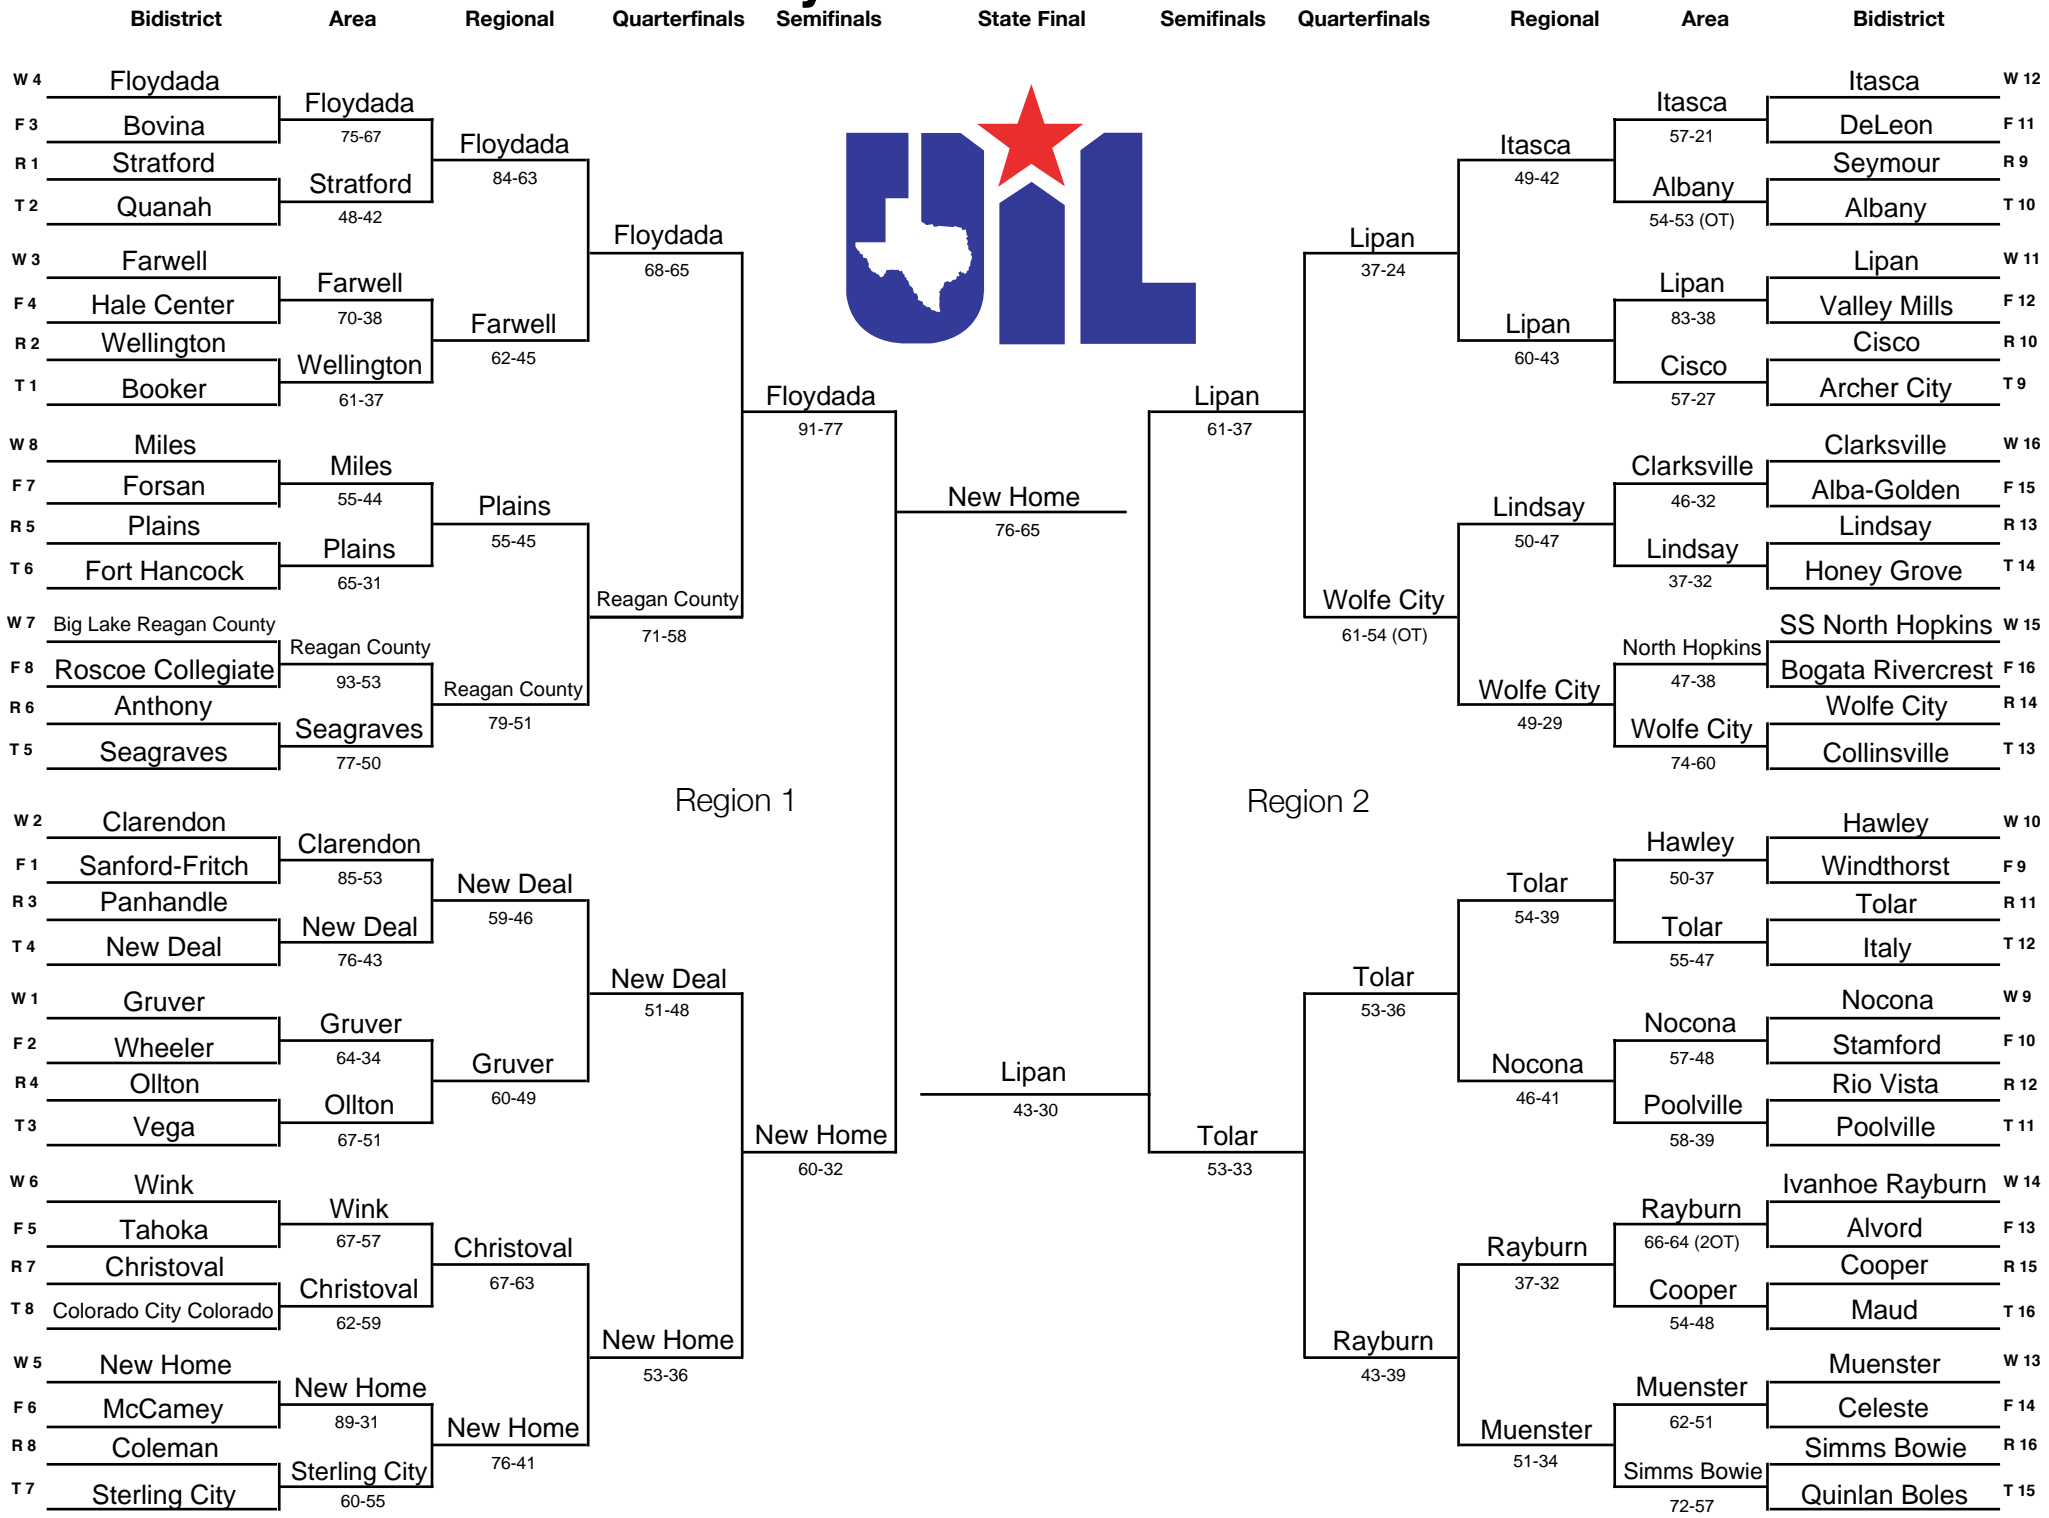 y
Bidistrict Area Regional Quarterfinals Semifinals State Final Semifinals Quarterfinals Regional Area Bidistrict
W 4 Floydada
Floydada
F 3 Bovina
75-67
Floydada
R 1 Stratford
84-63
Stratford
T 2 Quanah
48-42
Floydada
68-65
W 3 Farwell
Farwell
F 4 Hale Center
70-38
Farwell
R 2 Wellington
62-45
Wellington
T 1 Booker
61-37
Floydada
91-77
W 8 Miles
Miles
F 7 Forsan
55-44
Plains
R 5 Plains
55-45
Plains
T 6 Fort Hancock
65-31
Reagan County
71-58
W 7 Big Lake Reagan County
Reagan County
F 8 Roscoe Collegiate
93-53
Reagan County
R 6 Anthony
79-51
Seagraves
T 5 Seagraves
77-50
Region 1
W 2 Clarendon
Clarendon
F 1 Sanford-Fritch
85-53
New Deal
R 3 Panhandle
59-46
New Deal
T 4 New Deal
76-43
New Deal
51-48
W 1 Gruver
Gruver
F 2 Wheeler
64-34
Gruver
R 4 Ollton
60-49
Ollton
T 3 Vega
67-51
New Home
60-32
W 6 Wink
Wink
F 5 Tahoka
67-57
Christoval
R 7 Christoval
67-63
Christoval
T 8 Colorado City Colorado
62-59
New Home
53-36
W 5 New Home
New Home
F 6 McCamey
89-31
New Home
R 8 Coleman
76-41
Sterling City
T 7 Sterling City
60-55
UIL
New Home
76-65
Lipan
43-30
Itasca W 12
Itasca
DeLeon F 11
57-21
Itasca
Seymour R 9
49-42
Albany
Albany T 10
54-53 (OT)
Lipan
37-24
Lipan W 11
Lipan
Valley Mills F 12
83-38
Lipan
Cisco R 10
60-43
Cisco
Archer City T 9
57-27
Lipan
61-37
Clarksville W 16
Clarksville
Alba-Golden F 15
46-32
Lindsay
Lindsay R 13
50-47
Lindsay
Honey Grove T 14
37-32
Wolfe City
61-54 (OT)
SS North Hopkins W 15
North Hopkins
Bogata Rivercrest F 16
47-38
Wolfe City
Wolfe City R 14
49-29
Wolfe City
Collinsville T 13
74-60
Region 2
Hawley W 10
Hawley
Windthorst F 9
50-37
Tolar
Tolar R 11
54-39
Tolar
Italy T 12
55-47
Tolar
53-36
Nocona W 9
Nocona
Stamford F 10
57-48
Nocona
Rio Vista R 12
46-41
Poolville
Poolville T 11
58-39
Tolar
53-33
Ivanhoe Rayburn W 14
Rayburn
Alvord F 13
66-64 (2OT)
Rayburn
Cooper R 15
37-32
Cooper
Maud T 16
54-48
Rayburn
43-39
Muenster W 13
Muenster
Celeste F 14
62-51
Muenster
Simms Bowie R 16
51-34
Simms Bowie
Quinlan Boles T 15
72-57